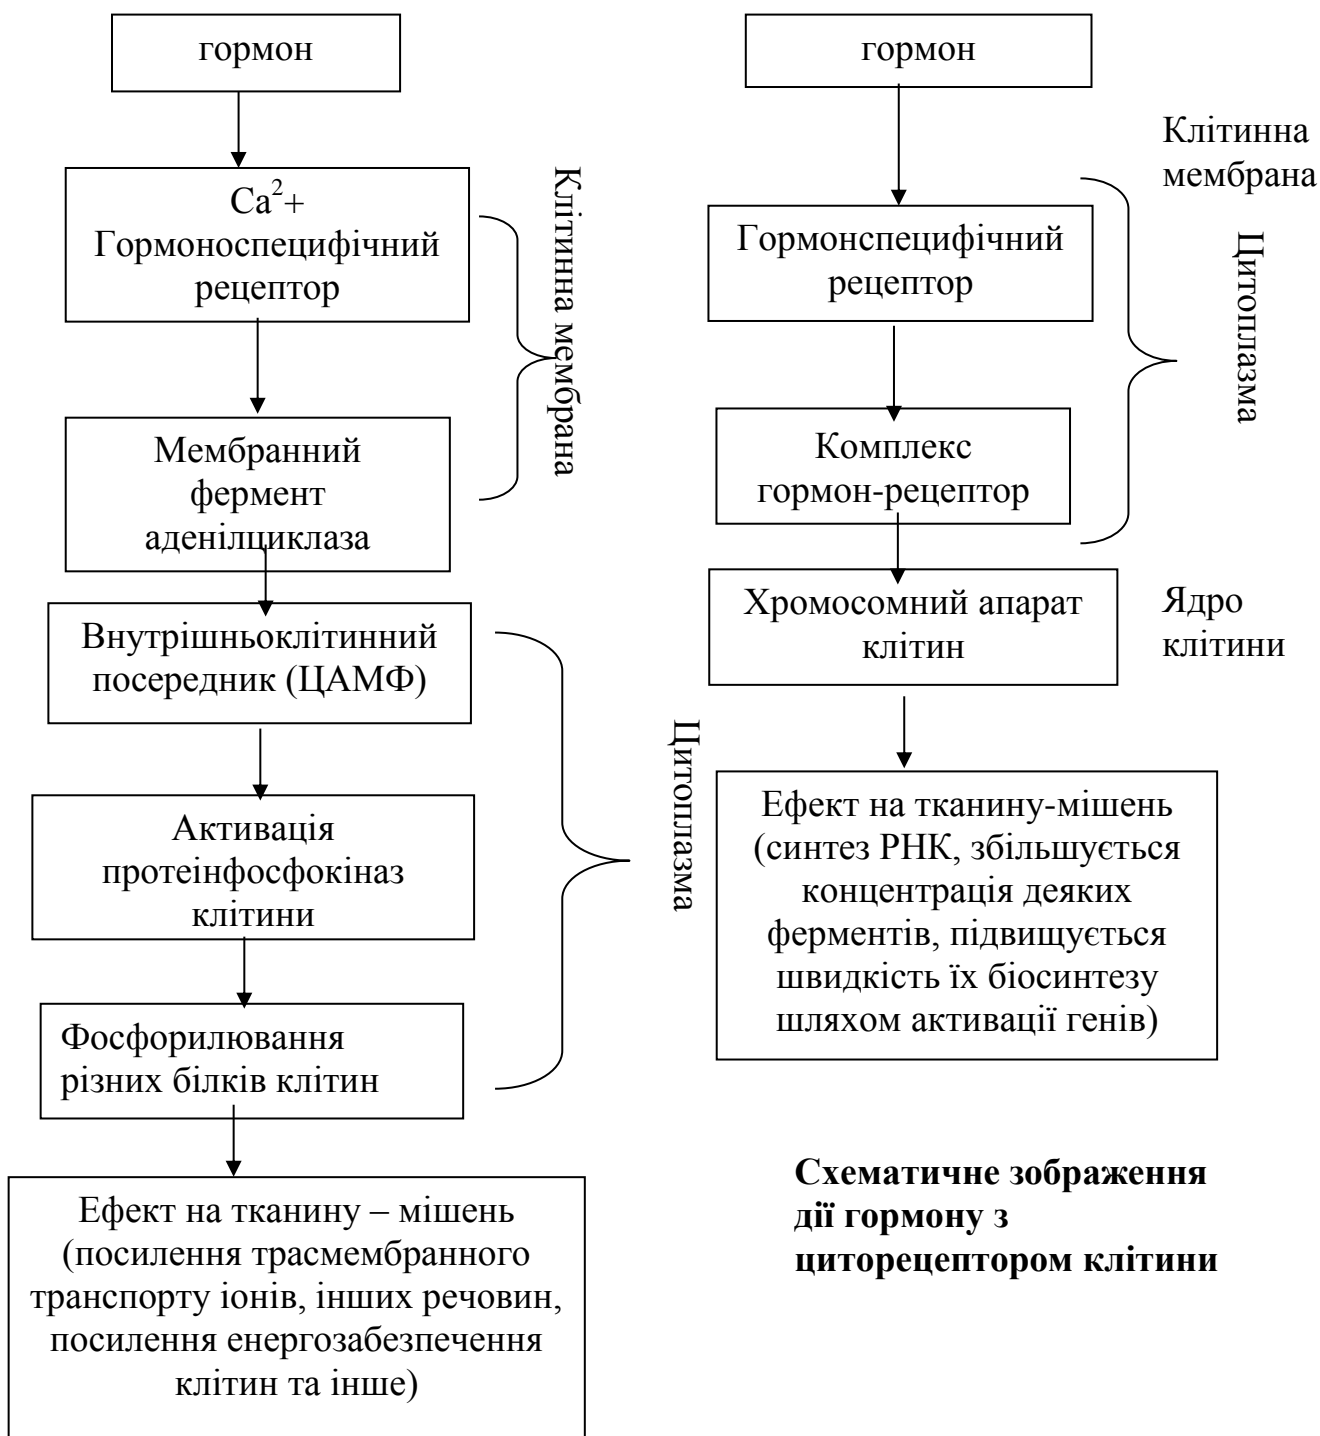 гормон
Ca2+
Гормоноспецифічний
рецептор
Клітинна мембрана
Мембранний
фермент
аденілциклаза
Внутрішньоклітинний
посередник (ЦАМФ)
Активація
протеінфосфокіназ
клітини
Цитоплазма
Фосфорилювання
різних білків клітин
Ефект на тканину – мішень
(посилення трасмембранного
транспорту іонів, інших речовин,
посилення енергозабезпечення
клітин та інше)
гормон
Клітинна
мембрана
Гормонспецифічний
рецептор
Цитоплазма
Комплекс
гормон-рецептор
Хромосомний апарат
клітин
Ядро
клітини
Ефект на тканину-мішень
(синтез РНК, збільшується
концентрація деяких
ферментів, підвищується
швидкість їх біосинтезу
шляхом активації генів)
Схематичне зображення
дії гормону з
циторецептором клітини